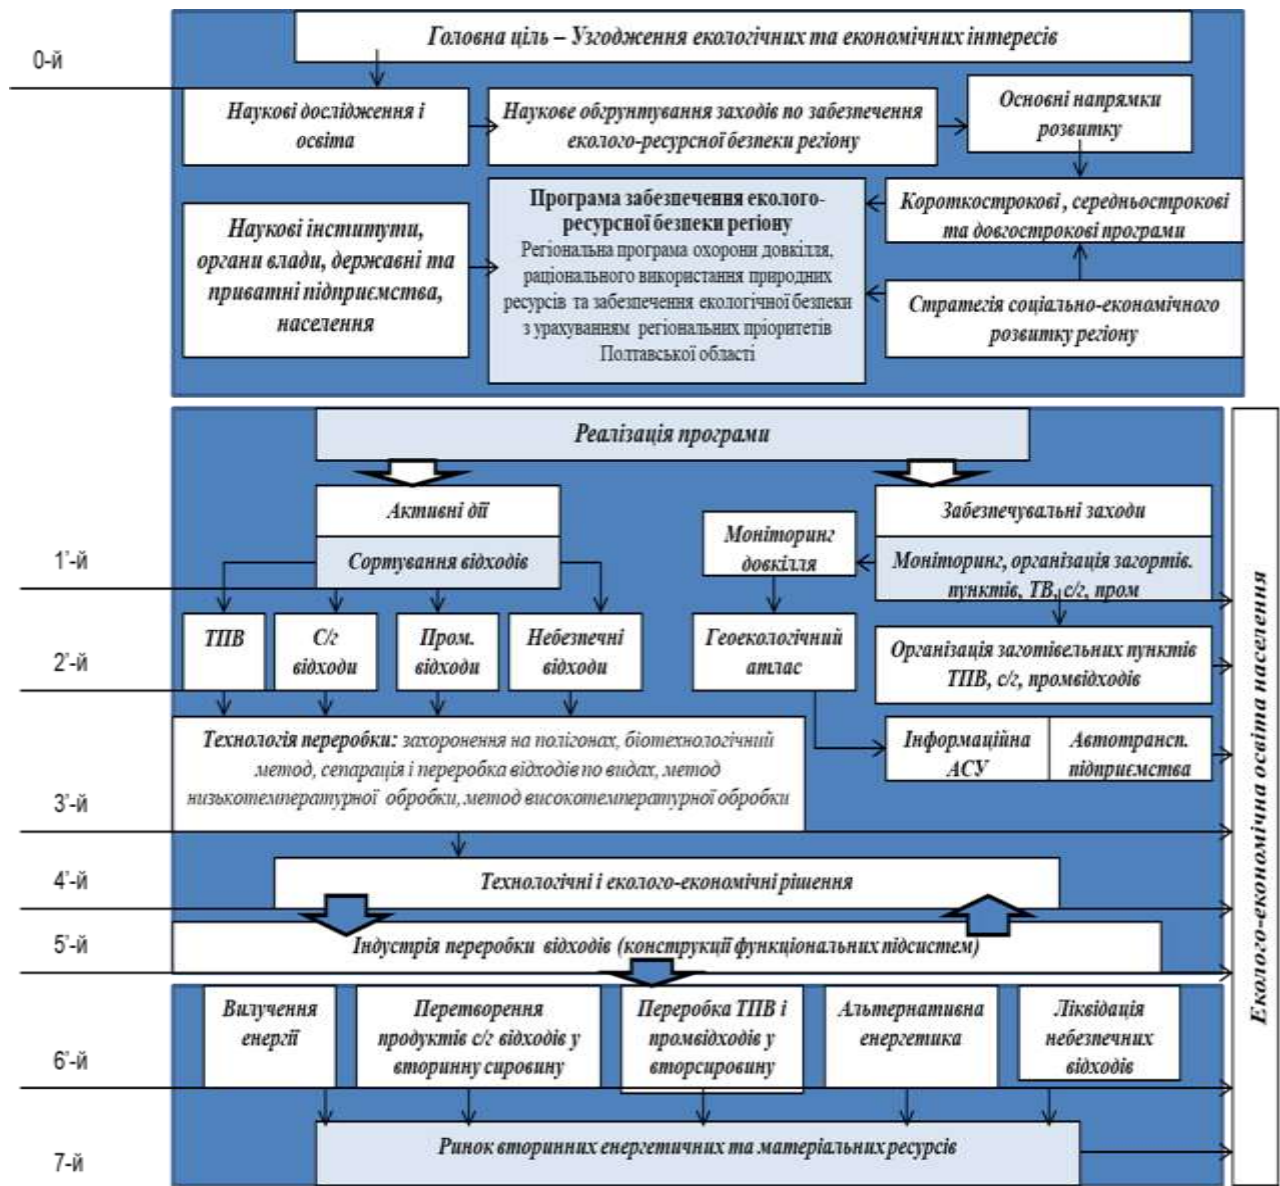 Головна ціль – Узгодження екологічних та економічних інтересів
0-й
Наукові дослідження і
освіта
Наукове обґрунтування заходів по забезпечення
еколого-ресурсної безпеки регіону
Основні напрямки
розвитку
Наукові інститути,
органи влади, державні та
приватні підприємства,
населення
Програма забезпечення еколого-
ресурсної безпеки регіону
Регіональна програма охорони довкілля,
раціонального використання природних
ресурсів та забезпечення екологічної безпеки
з урахуванням регіональних пріоритетів
Полтавської області
Короткострокові , середньострокові
та довгострокові програми
Стратегія соціально-економічного
розвитку регіону
Реалізація програми
Активні дії
Сортування відходів
Моніторинг
довкілля
Забезпечувальні заходи
Моніторинг, організація загортів.
пунктів, ТВ, с/г, пром
1'-й
ТПВ
С/г
відходи
Пром.
відходи
Небезпечні
відходи
Геоекологічний
атлас
Організація заготівельних пунктів
ТПВ, с/г, промвідходів
2'-й
Технологія переробки: захоронення на полігонах, біотехнологічний
метод, сепарація і переробка відходів по видах, метод
низькотемпературної обробки, метод високотемпературної обробки
Інформаційна
АСУ
Автотрансп.
підприємства
3'-й
Технологічні і еколого-економічні рішення
4'-й
Індустрія переробки відходів (конструкції функціональних підсистем)
5'-й
Вилучення
енергії
Перетворення
продуктів с/г відходів у
вторинну сировину
Переробка ТПВ і
промвідходів у
вторсировину
Альтернативна
енергетика
Ліквідація
небезпечних
відходів
6'-й
Ринок вторинних енергетичних та матеріальних ресурсів
7-й
Еколого-економічна освіта населення